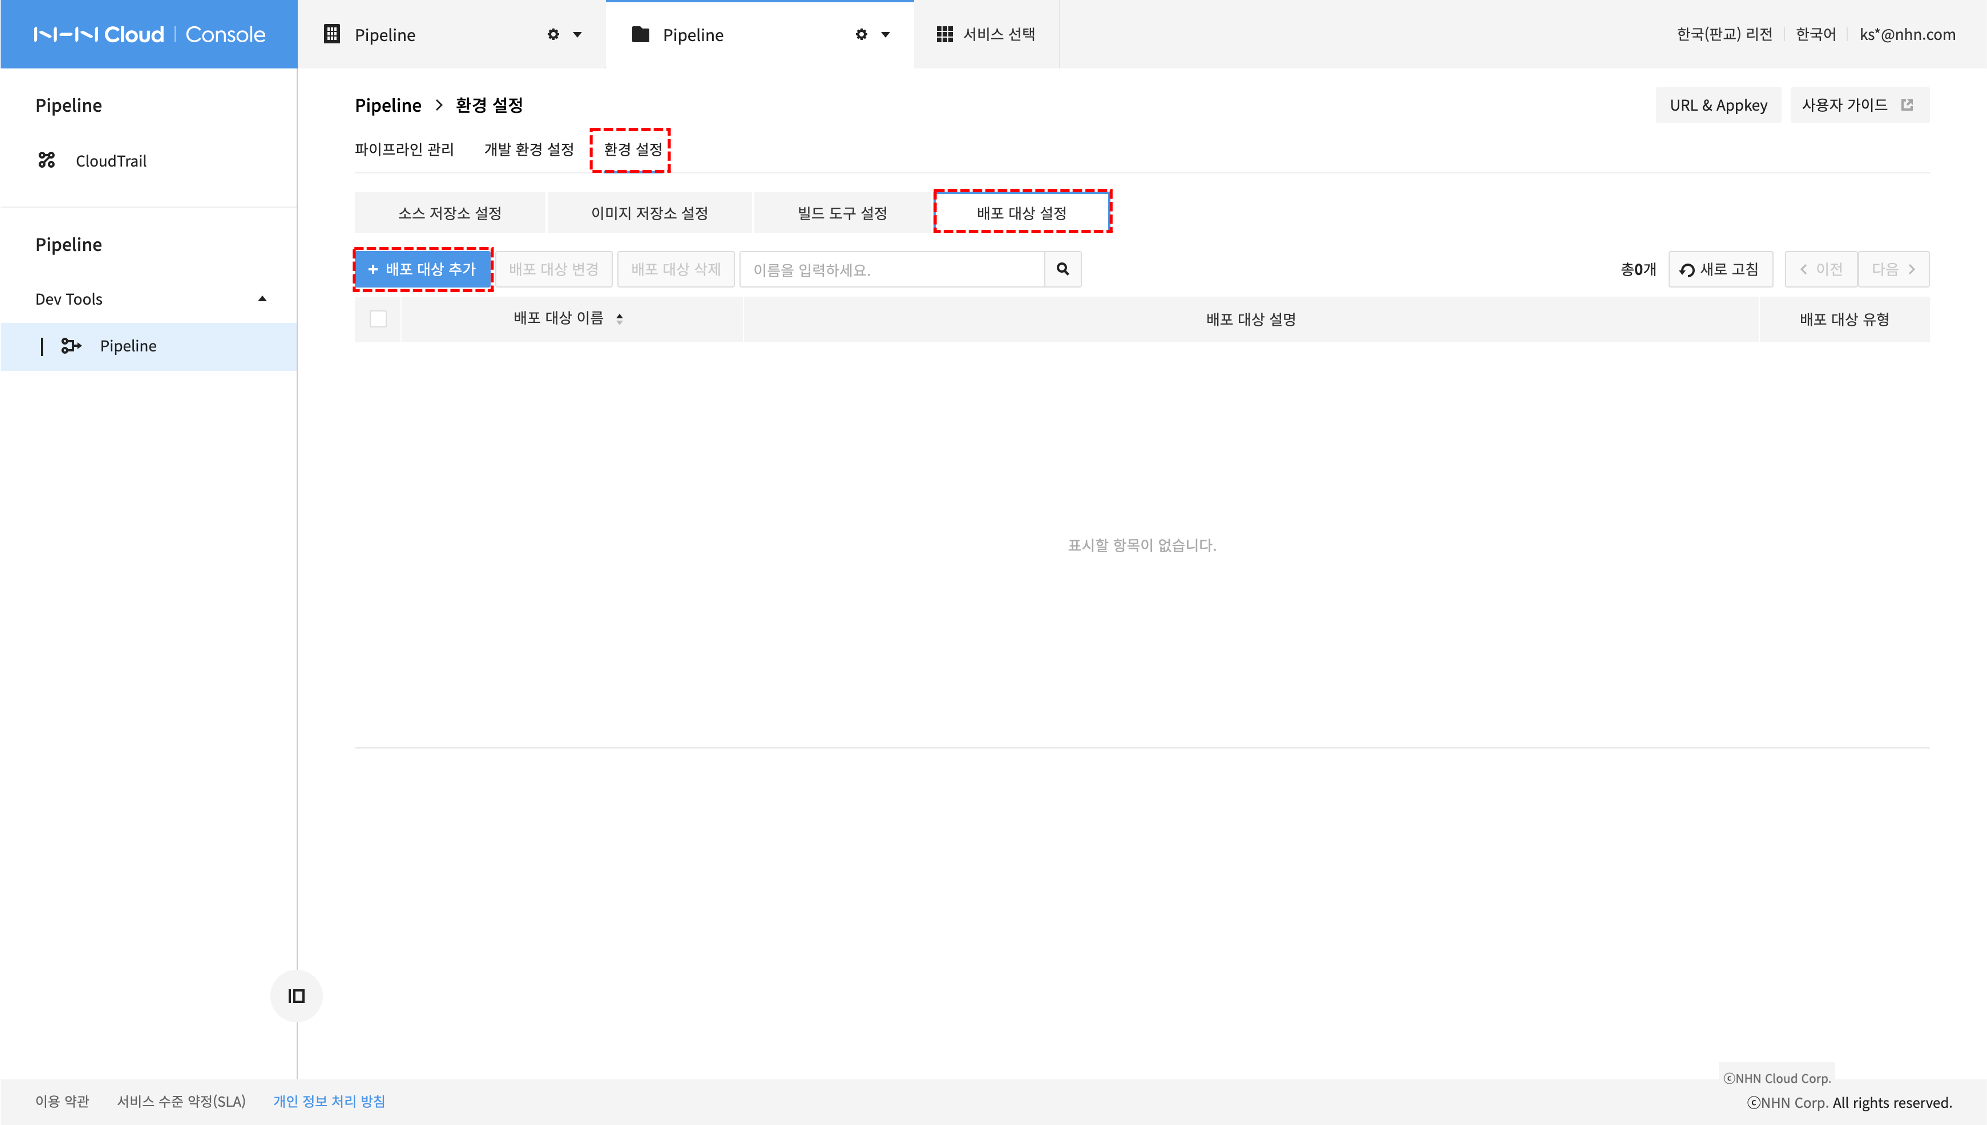 NHN Cloud | Console
Pipeline
Pipeline
서비스 선택
한국(판교) 리전
한국어
ks*@nhn.com
Pipeline
CloudTrail
Pipeline
Dev Tools
Pipeline
Pipeline > 환경 설정
URL & Appkey
사용자 가이드
파이프라인 관리
개발 환경 설정
환경 설정
소스 저장소 설정
이미지 저장소 설정
빌드 도구 설정
배포 대상 설정
+ 배포 대상 추가
배포 대상 변경
배포 대상 삭제
이름을 입력하세요.
총0개
새로 고침
< 이전
다음 >
배포 대상 이름
배포 대상 설명
배포 대상 유형
표시할 항목이 없습니다.
ⓒNHN Cloud Corp.
이용 약관
서비스 수준 약정(SLA)
개인 정보 처리 방침
ⓒNHN Corp. All rights reserved.